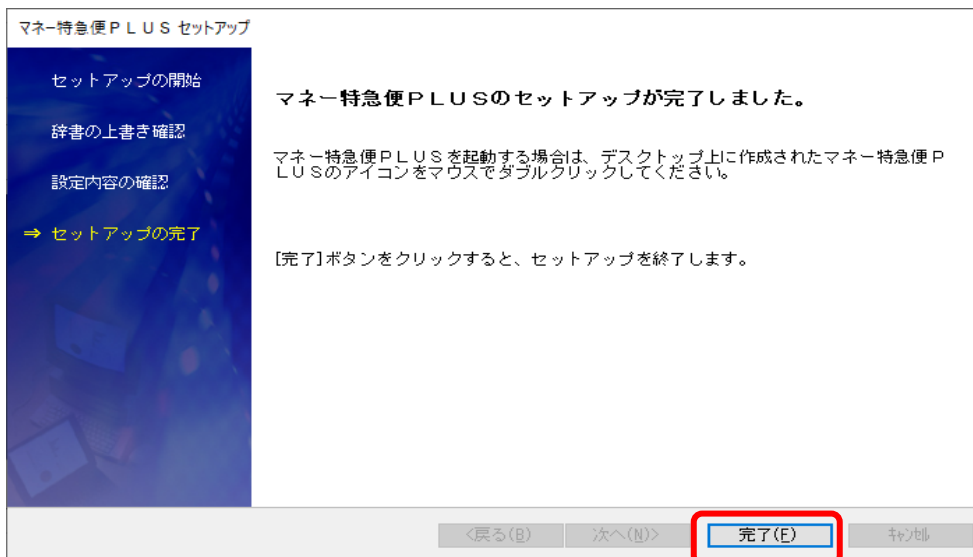 マネー特急便ＰＬＵＳ セットアップ
セットアップの開始
辞書の上書き確認
設定内容の確認
⇒ セットアップの完了
マネー特急便ＰＬＵＳのセットアップが完了しました。
マネー特急便ＰＬＵＳを起動する場合は、デスクトップ上に作成されたマネー特急便Ｐ
ＬＵＳのアイコンをマウスでダブルクリックしてください。
[完了]ボタンをクリックすると、セットアップを終了します。
<戻る(B) 次へ(N)> 完了(F) ｷｬﾝｾﾙ